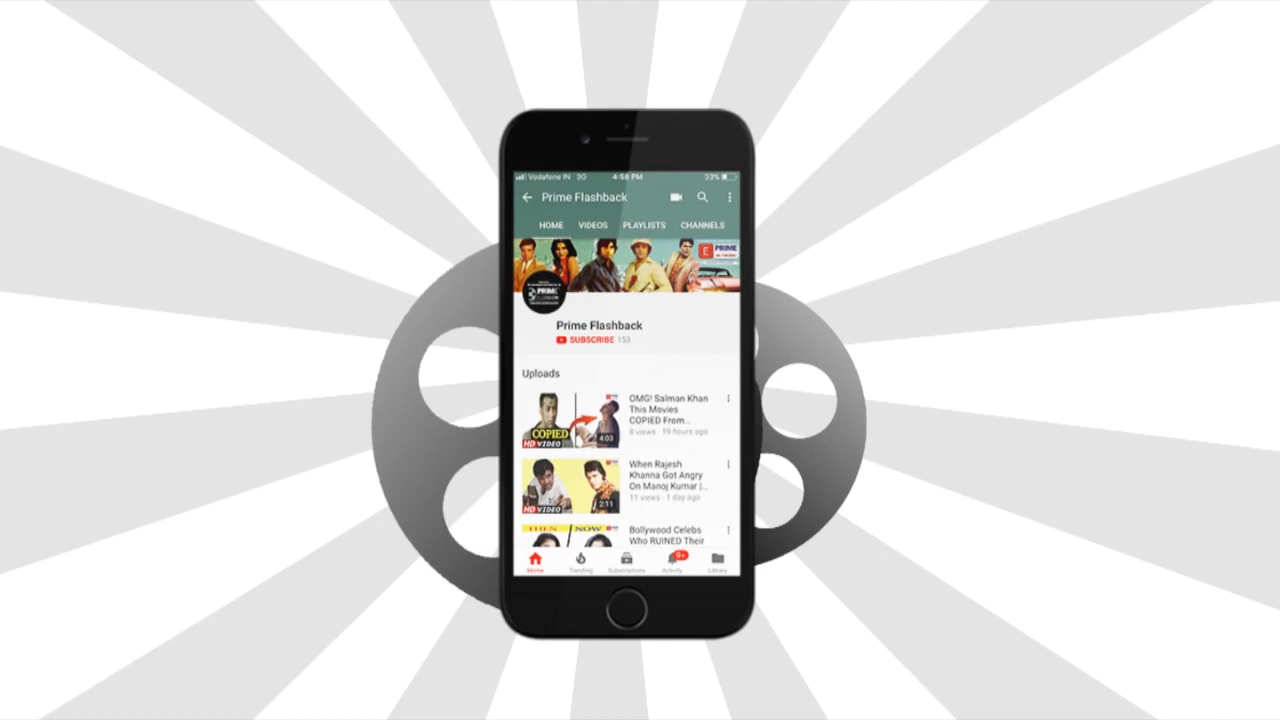 Vodafone IN 3G 4:58 PM 33%
Prime Flashback
HOME VIDEOS PLAYLISTS CHANNELS
PRIME
PRIME
Prime Flashback
SUBSCRIBE 153
Uploads
OMG! Salman Khan
This Movies
COPIED From...
8 views · 19 hours ago
COPIED
HD VIDEO
4:03
When Rajesh
Khanna Got Angry
On Manoj Kumar |...
11 views · 1 day ago
HD VIDEO
2:11
THEN NOW
Bollywood Celebs
Who RUINED Their
9+
Home Trending Subscriptions Activity Library